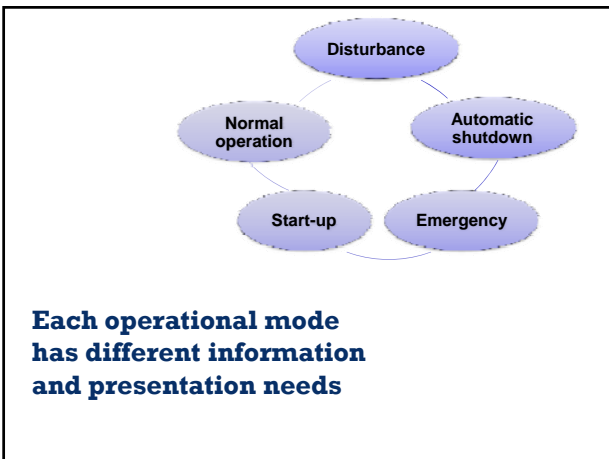 Disturbance
Normal
operation
Automatic
shutdown
Start-up
Emergency
Each operational mode
has different information
and presentation needs